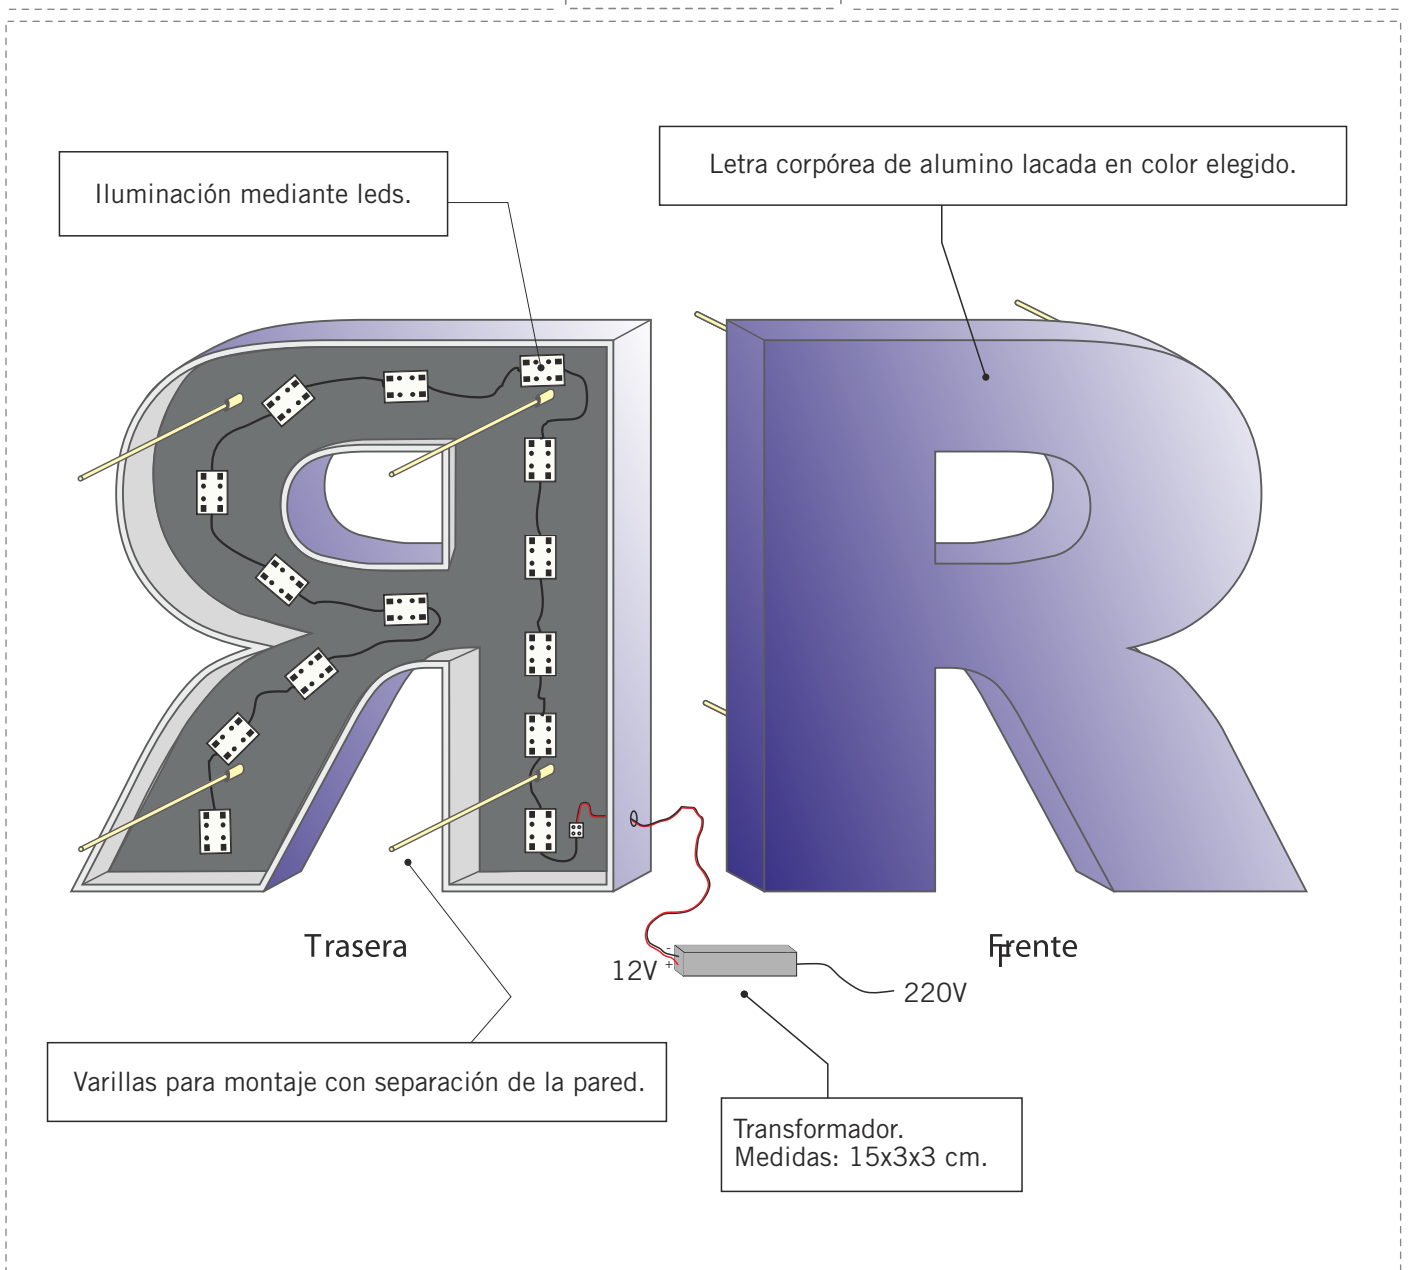 Iluminación mediante leds.
Letra corpórea de alumino lacada en color elegido.
R
Trasera
Frente
12V
-
+
220V
Varillas para montaje con separación de la pared.
Transformador.
Medidas: 15x3x3 cm.